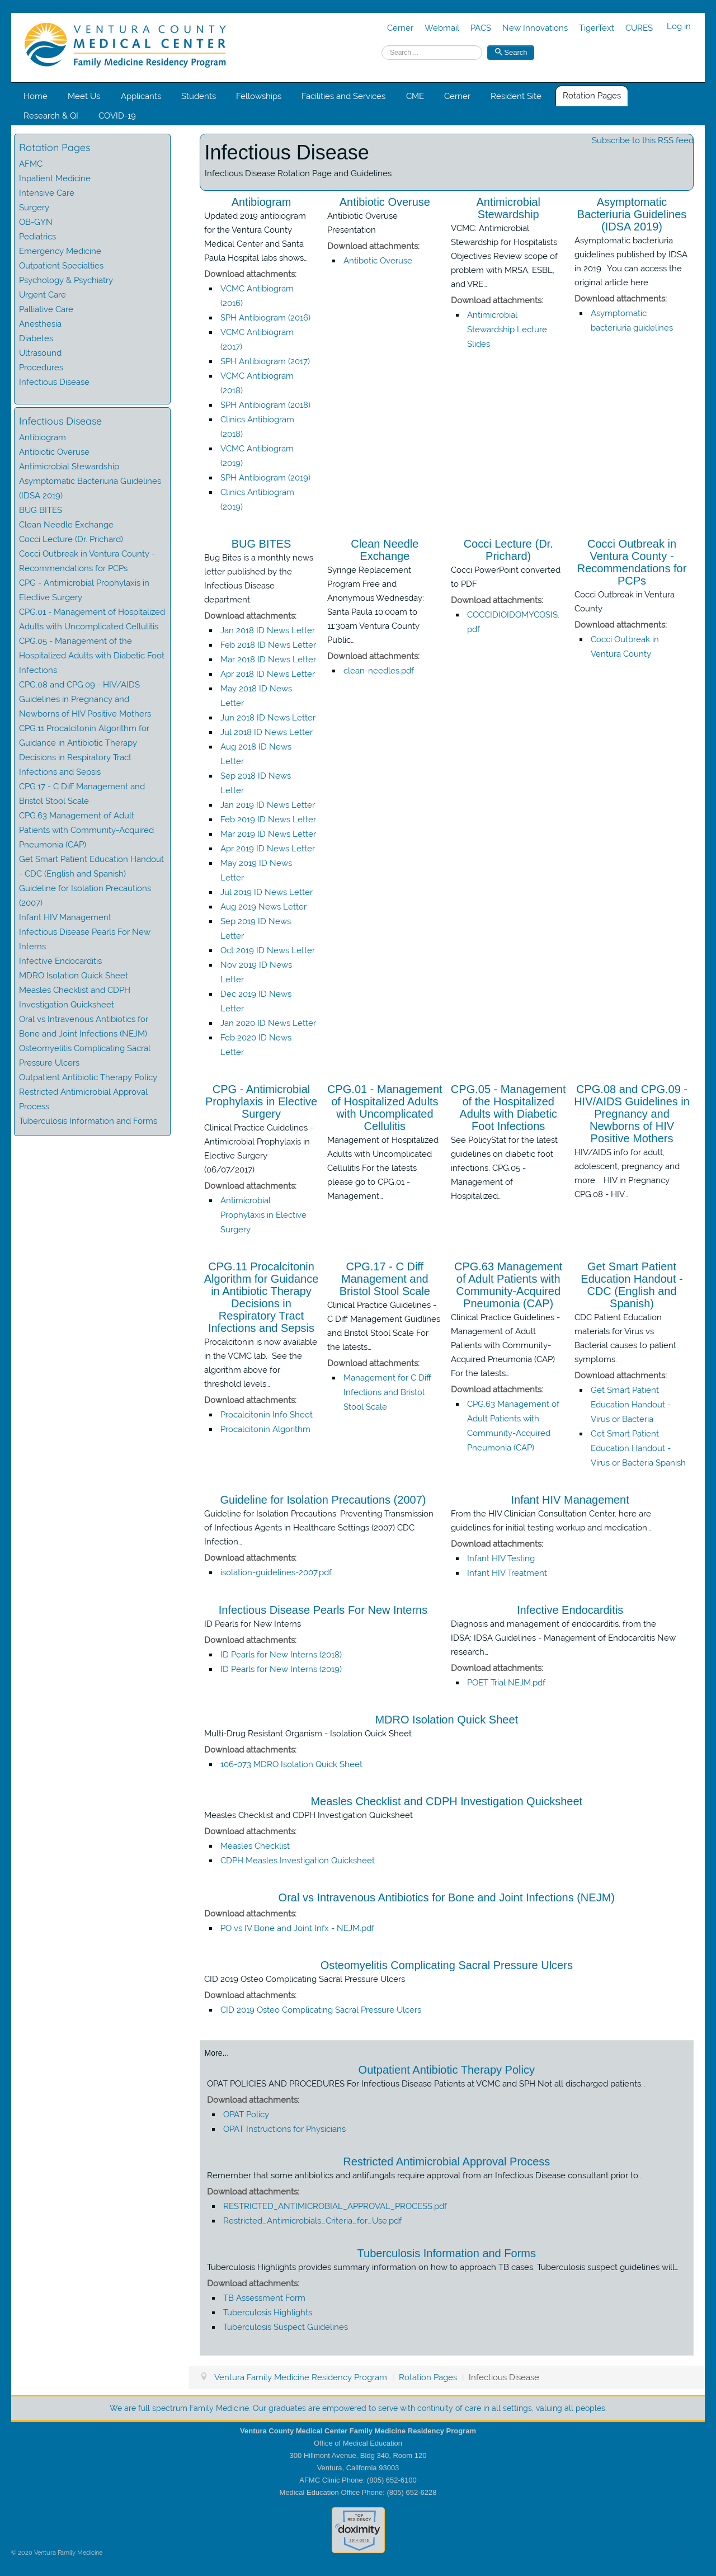 VENTURA COUNTY
MEDICAL CENTER
Family Medicine Residency Program
Cerner Webmail PACS New Innovations TigerText CURES Log in
Search ... Search
Home Meet Us Applicants Students Fellowships Facilities and Services CME Cerner Resident Site Rotation Pages
Research & QI COVID-19
Rotation Pages
AFMC
Inpatient Medicine
Intensive Care
Surgery
OB-GYN
Pediatrics
Emergency Medicine
Outpatient Specialties
Psychology & Psychiatry
Urgent Care
Palliative Care
Anesthesia
Diabetes
Ultrasound
Procedures
Infectious Disease
Infectious Disease
Antibiogram
Antibiotic Overuse
Antimicrobial Stewardship
Asymptomatic Bacteriuria Guidelines
(IDSA 2019)
BUG BITES
Clean Needle Exchange
Cocci Lecture (Dr. Prichard)
Cocci Outbreak in Ventura County -
Recommendations for PCPs
CPG - Antimicrobial Prophylaxis in
Elective Surgery
CPG.01 - Management of Hospitalized
Adults with Uncomplicated Cellulitis
CPG.05 - Management of the
Hospitalized Adults with Diabetic Foot
Infections
CPG.08 and CPG.09 - HIV/AIDS
Guidelines in Pregnancy and
Newborns of HIV Positive Mothers
CPG.11 Procalcitonin Algorithm for
Guidance in Antibiotic Therapy
Decisions in Respiratory Tract
Infections and Sepsis
CPG.17 - C Diff Management and
Bristol Stool Scale
CPG.63 Management of Adult
Patients with Community-Acquired
Pneumonia (CAP)
Get Smart Patient Education Handout
- CDC (English and Spanish)
Guideline for Isolation Precautions
(2007)
Infant HIV Management
Infectious Disease Pearls For New
Interns
Infective Endocarditis
MDRO Isolation Quick Sheet
Measles Checklist and CDPH
Investigation Quicksheet
Oral vs Intravenous Antibiotics for
Bone and Joint Infections (NEJM)
Osteomyelitis Complicating Sacral
Pressure Ulcers
Outpatient Antibiotic Therapy Policy
Restricted Antimicrobial Approval
Process
Tuberculosis Information and Forms
Subscribe to this RSS feed
Infectious Disease
Infectious Disease Rotation Page and Guidelines
Antibiogram
Updated 2019 antibiogram
for the Ventura County
Medical Center and Santa
Paula Hospital labs shows...
Download attachments:
VCMC Antibiogram
(2016)
SPH Antibiogram (2016)
VCMC Antibiogram
(2017)
SPH Antibiogram (2017)
VCMC Antibiogram
(2018)
SPH Antibiogram (2018)
Clinics Antibiogram
(2018)
VCMC Antibiogram
(2019)
SPH Antibiogram (2019)
Clinics Antibiogram
(2019)
Antibiotic Overuse
Antibiotic Overuse
Presentation
Download attachments:
Antibotic Overuse
Antimicrobial
Stewardship
VCMC: Antimicrobial
Stewardship for Hospitalists
Objectives Review scope of
problem with MRSA, ESBL,
and VRE...
Download attachments:
Antimicrobial
Stewardship Lecture
Slides
Asymptomatic
Bacteriuria Guidelines
(IDSA 2019)
Asymptomatic bacteriuria
guidelines published by IDSA
in 2019. You can access the
original article here.
Download attachments:
Asymptomatic
bacteriuria guidelines
BUG BITES
Bug Bites is a monthly news
letter published by the
Infectious Disease
department.
Download attachments:
Jan 2018 ID News Letter
Feb 2018 ID News Letter
Mar 2018 ID News Letter
Apr 2018 ID News Letter
May 2018 ID News
Letter
Jun 2018 ID News Letter
Jul 2018 ID News Letter
Aug 2018 ID News
Letter
Sep 2018 ID News
Letter
Jan 2019 ID News Letter
Feb 2019 ID News Letter
Mar 2019 ID News Letter
Apr 2019 ID News Letter
May 2019 ID News
Letter
Jul 2019 ID News Letter
Aug 2019 News Letter
Sep 2019 ID News
Letter
Oct 2019 ID News Letter
Nov 2019 ID News
Letter
Dec 2019 ID News
Letter
Jan 2020 ID News Letter
Feb 2020 ID News
Letter
Clean Needle
Exchange
Syringe Replacement
Program Free and
Anonymous Wednesday:
Santa Paula 10:00am to
11:30am Ventura County
Public...
Download attachments:
clean-needles.pdf
Cocci Lecture (Dr.
Prichard)
Cocci PowerPoint converted
to PDF
Download attachments:
COCCIDIOIDOMYCOSIS.
pdf
Cocci Outbreak in
Ventura County -
Recommendations for
PCPs
Cocci Outbreak in Ventura
County
Download attachments:
Cocci Outbreak in
Ventura County
CPG - Antimicrobial
Prophylaxis in Elective
Surgery
Clinical Practice Guidelines -
Antimicrobial Prophylaxis in
Elective Surgery
(06/07/2017)
Download attachments:
Antimicrobial
Prophylaxis in Elective
Surgery
CPG.01 - Management
of Hospitalized Adults
with Uncomplicated
Cellulitis
Management of Hospitalized
Adults with Uncomplicated
Cellulitis For the latests
please go to CPG.01 -
Management...
CPG.05 - Management
of the Hospitalized
Adults with Diabetic
Foot Infections
See PolicyStat for the latest
guidelines on diabetic foot
infections. CPG.05 -
Management of
Hospitalized...
CPG.08 and CPG.09 -
HIV/AIDS Guidelines in
Pregnancy and
Newborns of HIV
Positive Mothers
HIV/AIDS info for adult,
adolescent, pregnancy and
more. HIV in Pregnancy
CPG.08 - HIV...
CPG.11 Procalcitonin
Algorithm for Guidance
in Antibiotic Therapy
Decisions in
Respiratory Tract
Infections and Sepsis
Procalcitonin is now available
in the VCMC lab. See the
algorithm above for
threshold levels...
Download attachments:
Procalcitonin Info Sheet
Procalcitonin Algorithm
CPG.17 - C Diff
Management and
Bristol Stool Scale
Clinical Practice Guidelines -
C Diff Management Guidlines
and Bristol Stool Scale For
the latests...
Download attachments:
Management for C Diff
Infections and Bristol
Stool Scale
CPG.63 Management
of Adult Patients with
Community-Acquired
Pneumonia (CAP)
Clinical Practice Guidelines -
Management of Adult
Patients with Community-
Acquired Pneumonia (CAP)
For the latests...
Download attachments:
CPG.63 Management of
Adult Patients with
Community-Acquired
Pneumonia (CAP)
Get Smart Patient
Education Handout -
CDC (English and
Spanish)
CDC Patient Education
materials for Virus vs
Bacterial causes to patient
symptoms.
Download attachments:
Get Smart Patient
Education Handout -
Virus or Bacteria
Get Smart Patient
Education Handout -
Virus or Bacteria Spanish
Guideline for Isolation Precautions (2007)
Guideline for Isolation Precautions: Preventing Transmission
of Infectious Agents in Healthcare Settings (2007) CDC
Infection...
Download attachments:
isolation-guidelines-2007.pdf
Infant HIV Management
From the HIV Clinician Consultation Center, here are
guidelines for initial testing workup and medication...
Download attachments:
Infant HIV Testing
Infant HIV Treatment
Infectious Disease Pearls For New Interns
ID Pearls for New Interns
Download attachments:
ID Pearls for New Interns (2018)
ID Pearls for New Interns (2019)
Infective Endocarditis
Diagnosis and management of endocarditis, from the
IDSA: IDSA Guidelines - Management of Endocarditis New
research...
Download attachments:
POET Trial NEJM.pdf
MDRO Isolation Quick Sheet
Multi-Drug Resistant Organism - Isolation Quick Sheet
Download attachments:
106-073 MDRO Isolation Quick Sheet
Measles Checklist and CDPH Investigation Quicksheet
Measles Checklist and CDPH Investigation Quicksheet
Download attachments:
Measles Checklist
CDPH Measles Investigation Quicksheet
Oral vs Intravenous Antibiotics for Bone and Joint Infections (NEJM)
Download attachments:
PO vs IV Bone and Joint Infx - NEJM.pdf
Osteomyelitis Complicating Sacral Pressure Ulcers
CID 2019 Osteo Complicating Sacral Pressure Ulcers
Download attachments:
CID 2019 Osteo Complicating Sacral Pressure Ulcers
More...
Outpatient Antibiotic Therapy Policy
OPAT POLICIES AND PROCEDURES For Infectious Disease Patients at VCMC and SPH Not all discharged patients...
Download attachments:
OPAT Policy
OPAT Instructions for Physicians
Restricted Antimicrobial Approval Process
Remember that some antibiotics and antifungals require approval from an Infectious Disease consultant prior to...
Download attachments:
RESTRICTED_ANTIMICROBIAL_APPROVAL_PROCESS.pdf
Restricted_Antimicrobials_Criteria_for_Use.pdf
Tuberculosis Information and Forms
Tuberculosis Highlights provides summary information on how to approach TB cases. Tuberculosis suspect guidelines will...
Download attachments:
TB Assessment Form
Tuberculosis Highlights
Tuberculosis Suspect Guidelines
Ventura Family Medicine Residency Program | Rotation Pages | Infectious Disease
We are full spectrum Family Medicine. Our graduates are empowered to serve with continuity of care in all settings, valuing all peoples.
Ventura County Medical Center Family Medicine Residency Program
Office of Medical Education
300 Hillmont Avenue, Bldg 340, Room 120
Ventura, California 93003
AFMC Clinic Phone: (805) 652-6100
Medical Education Office Phone: (805) 652-6228
TOP
RESIDENCY
doximity
© 2020 Ventura Family Medicine